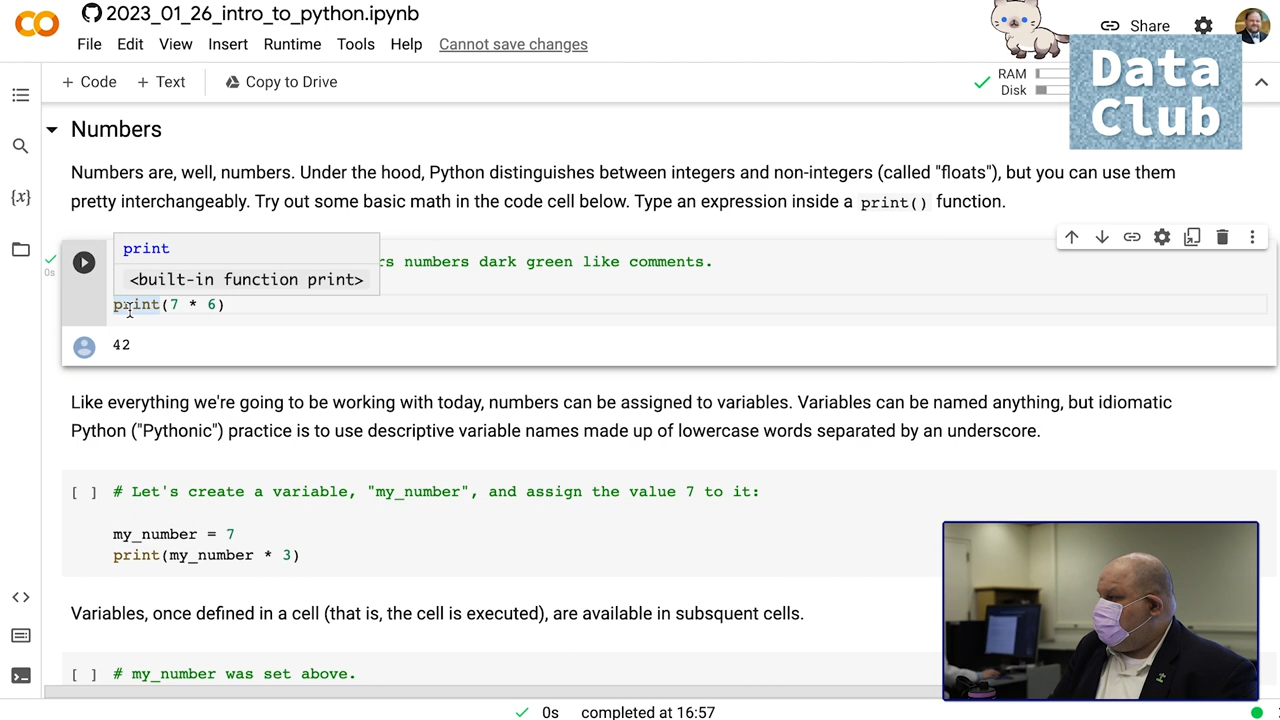 2023_01_26_intro_to_python.ipynb
File Edit View Insert Runtime Tools Help Cannot save changes
Share
+ Code + Text Copy to Drive
RAM
Disk
Data
Club
Numbers
Numbers are, well, numbers. Under the hood, Python distinguishes between integers and non-integers (called "floats"), but you can use them
pretty interchangeably. Try out some basic math in the code cell below. Type an expression inside a print() function.
print
<built-in function print>
rs numbers dark green like comments.
0s
print(7 * 6)
42
Like everything we're going to be working with today, numbers can be assigned to variables. Variables can be named anything, but idiomatic
Python ("Pythonic") practice is to use descriptive variable names made up of lowercase words separated by an underscore.
[ ] # Let's create a variable, "my_number", and assign the value 7 to it:
my_number = 7
print(my_number * 3)
Variables, once defined in a cell (that is, the cell is executed), are available in subsquent cells.
[ ] # my_number was set above.
0s completed at 16:57